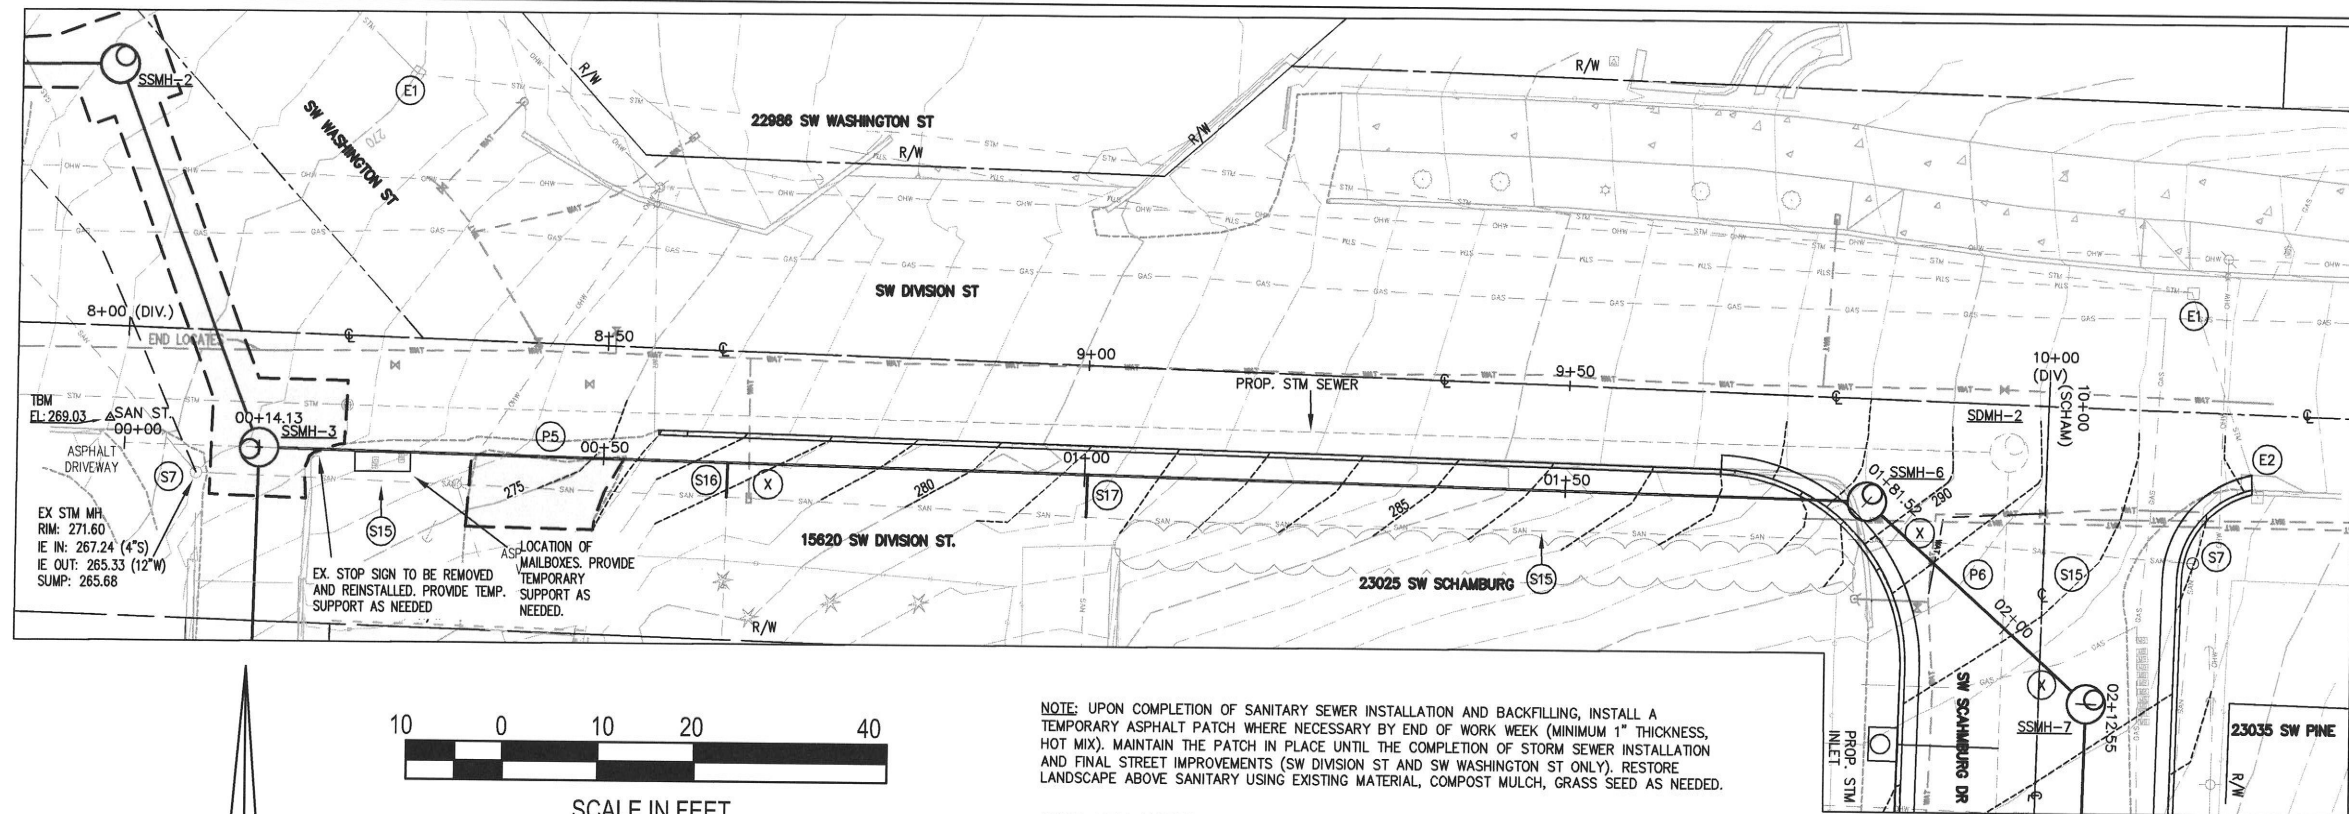 SSMH-2
E1
R/W
R/W
SW WASHINGTON ST
270
22986 SW WASHINGTON ST
R/W
R/W
SW DIVISION ST
8+00 (DIV.)
END LOCATES
8+50
9+00
9+50
PROP. STM SEWER
10+00
(DIV)
10+00
(SCHAM)
E1
SDMH-2
TBM
EL: 269.03
SAN ST.
00+00
00+14.13
SSMH-3
ASPHALT
DRIVEWAY
S7
P5
00+50
275
S16
X
280
01+00
S17
285
01+50
01+81.52
SSMH-6
290
E2
S7
EX STM MH
RIM: 271.60
IE IN: 267.24 (4"S)
IE OUT: 265.33 (12"W)
SUMP: 265.68
S15
EX. STOP SIGN TO BE REMOVED
AND REINSTALLED. PROVIDE TEMP.
SUPPORT AS NEEDED
LOCATION OF
MAILBOXES. PROVIDE
TEMPORARY
SUPPORT AS
NEEDED.
15620 SW DIVISION ST.
23025 SW SCHAMBURG
S15
X
P6
S15
02+00
R/W
X
SSMH-7
02+12.55
SW SCAHMBURG DR
PROP. STM
INLET
23035 SW PINE
R/W
10 0 10 20 40
SCALE IN FEET
NOTE: UPON COMPLETION OF SANITARY SEWER INSTALLATION AND BACKFILLING, INSTALL A
TEMPORARY ASPHALT PATCH WHERE NECESSARY BY END OF WORK WEEK (MINIMUM 1" THICKNESS,
HOT MIX). MAINTAIN THE PATCH IN PLACE UNTIL THE COMPLETION OF STORM SEWER INSTALLATION
AND FINAL STREET IMPROVEMENTS (SW DIVISION ST AND SW WASHINGTON ST ONLY). RESTORE
LANDSCAPE ABOVE SANITARY USING EXISTING MATERIAL, COMPOST MULCH, GRASS SEED AS NEEDED.